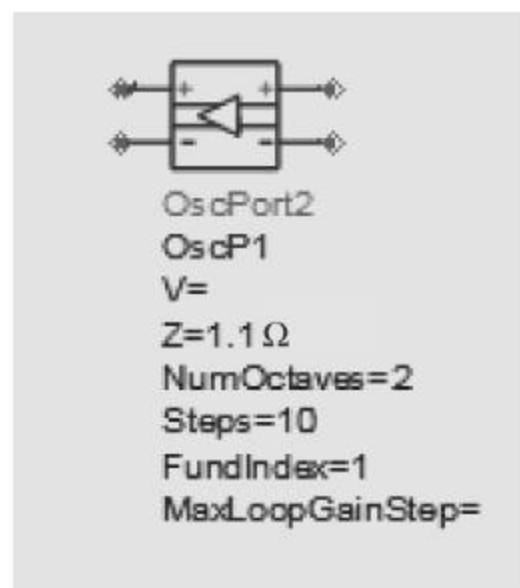 + +
- -
OscPort2
OscP1
V=
Z=1.1 Ω
NumOctaves=2
Steps=10
FundIndex=1
MaxLoopGainStep=